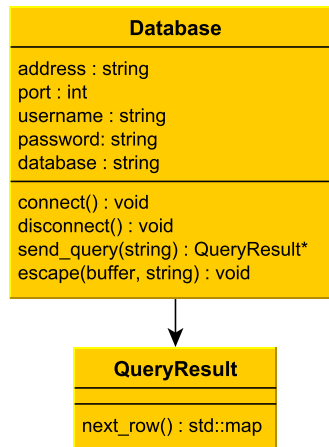 Database
address : string
port : int
username : string
password: string
database : string
connect() : void
disconnect() : void
send_query(string) : QueryResult*
escape(buffer, string) : void
QueryResult
next_row() : std::map